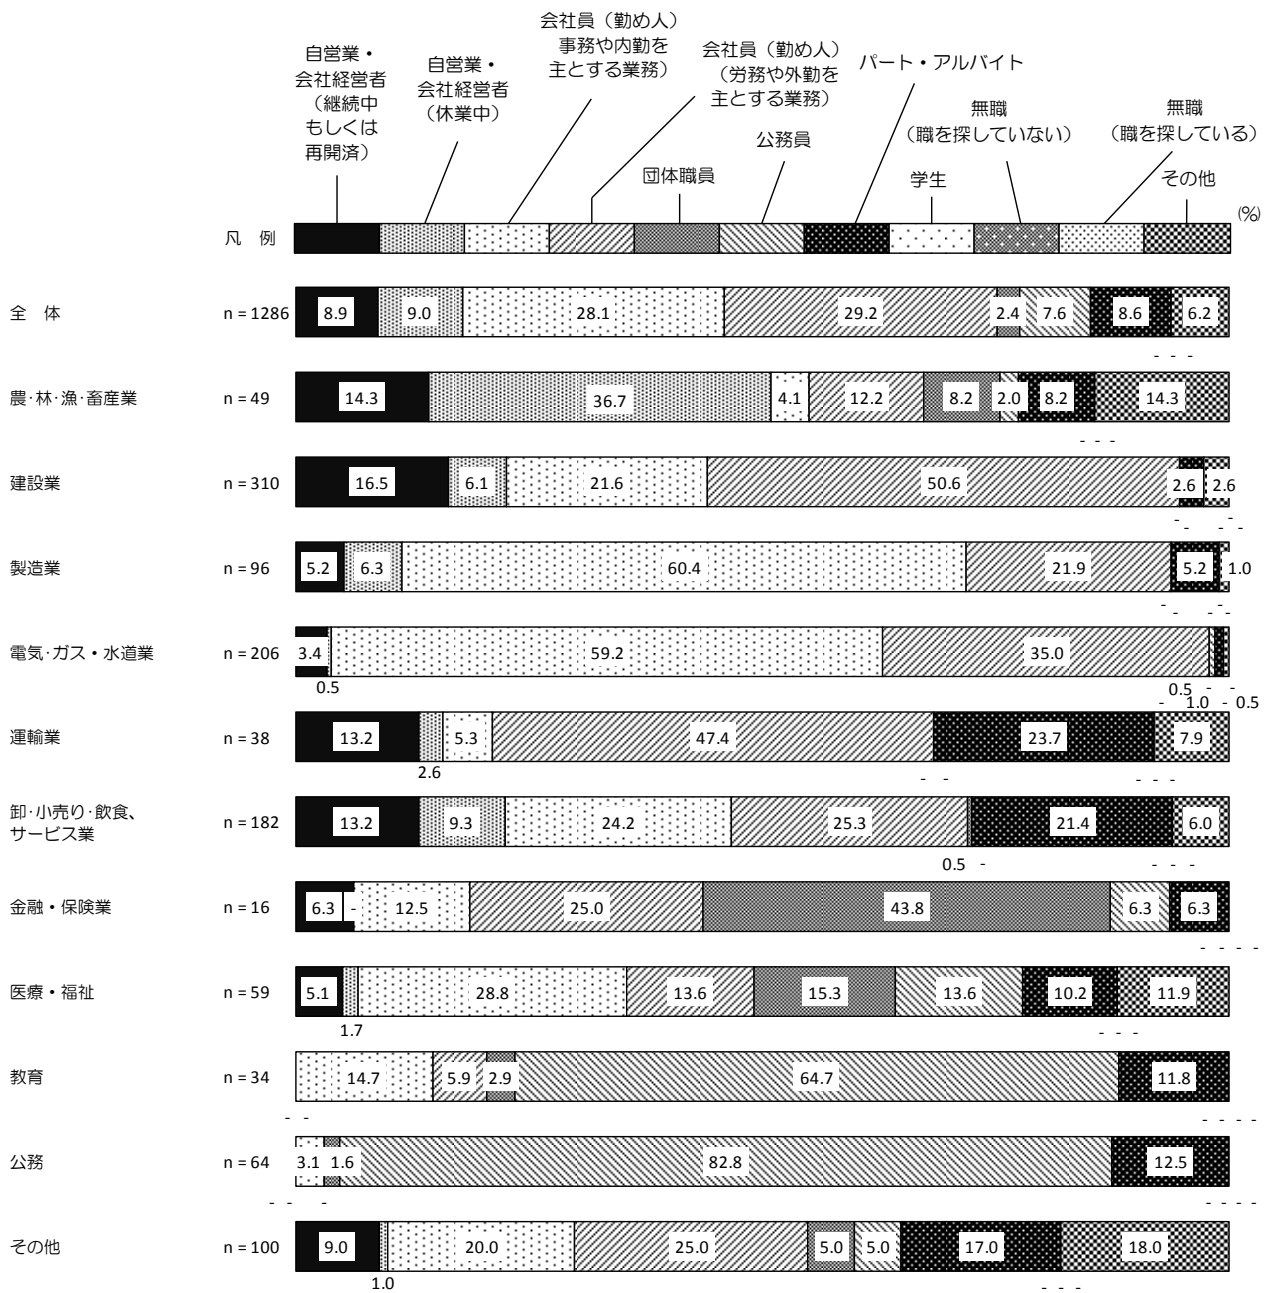 自営業・
会社経営者
（継続中
もしくは
再開済）
自営業・
会社経営者
（休業中）
会社員（勤め人）
事務や内勤を
主とする業務）
会社員（勤め人）
（労務や外勤を
主とする業務）
団体職員
公務員
パート・アルバイト
学生
無職
（職を探していない）
無職
（職を探している）
その他
(%)
凡 例
全 体 n = 1286 8.9 9.0 28.1 29.2 2.4 7.6 8.6 6.2
- - -
農･林･漁･畜産業 n = 49 14.3 36.7 4.1 12.2 8.2 2.0 8.2 14.3
- - -
建設業 n = 310 16.5 6.1 21.6 50.6 2.6 2.6
- - - -
製造業 n = 96 5.2 6.3 60.4 21.9 5.2 1.0
- - - - -
電気･ガス・水道業 n = 206 3.4 59.2 35.0
0.5 0.5 - -
- 1.0 - 0.5
運輸業 n = 38 13.2 5.3 47.4 23.7 7.9
2.6 - - - - -
卸･小売り･飲食、
サービス業 n = 182 13.2 9.3 24.2 25.3 21.4 6.0
0.5 - - - -
金融・保険業 n = 16 6.3 - 12.5 25.0 43.8 6.3 6.3
- - - -
医療・福祉 n = 59 5.1 28.8 13.6 15.3 13.6 10.2 11.9
1.7 - - -
教育 n = 34 14.7 5.9 2.9 64.7 11.8
- - - - - -
公務 n = 64 3.1 1.6 82.8 12.5
- - - - - - -
その他 n = 100 9.0 20.0 25.0 5.0 5.0 17.0 18.0
1.0 - - -